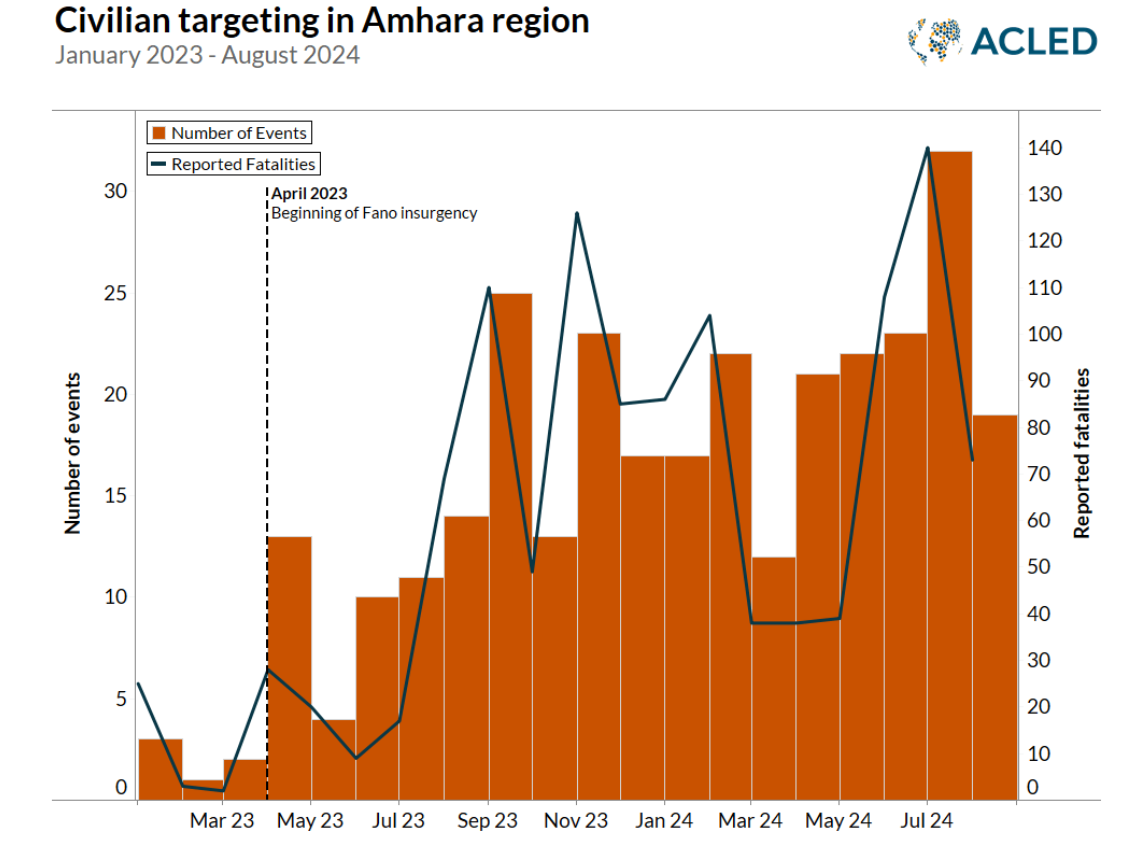 Civilian targeting in Amhara region
January 2023 - August 2024
ACLED
Number of Events
Reported Fatalities
April 2023
Beginning of Fano insurgency
Number of events
30
25
20
15
10
5
0
140
130
120
110
100
90
80
70
60
50
40
30
20
10
0
Reported fatalities
Mar 23 May 23 Jul 23 Sep 23 Nov 23 Jan 24 Mar 24 May 24 Jul 24